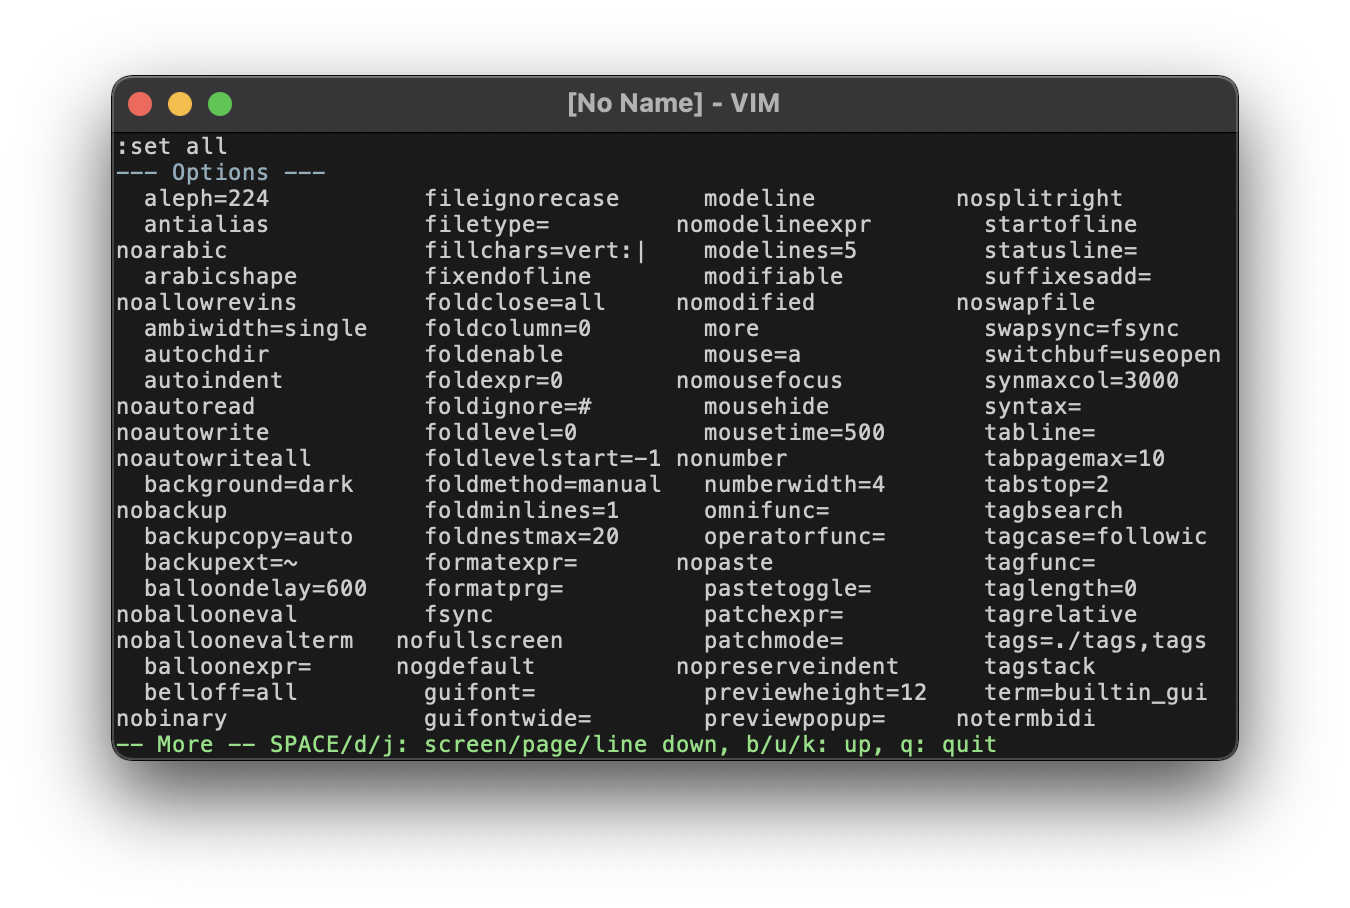 [No Name] - VIM
:set all
--- Options ---
  aleph=224           fileignorecase      modeline          nosplitright
  antialias           filetype=         nomodelineexpr        startofline
noarabic              fillchars=vert:|    modelines=5         statusline=
  arabicshape         fixendofline        modifiable          suffixesadd=
noallowrevins         foldclose=all     nomodified          noswapfile
  ambiwidth=single    foldcolumn=0        more                swapsync=fsync
  autochdir           foldenable          mouse=a             switchbuf=useopen
  autoindent          foldexpr=0        nomousefocus          synmaxcol=3000
noautoread            foldignore=#        mousehide           syntax=
noautowrite           foldlevel=0         mousetime=500       tabline=
noautowriteall        foldlevelstart=-1 nonumber              tabpagemax=10
  background=dark     foldmethod=manual   numberwidth=4       tabstop=2
nobackup              foldminlines=1      omnifunc=           tagbsearch
  backupcopy=auto     foldnestmax=20      operatorfunc=       tagcase=followic
  backupext=~         formatexpr=       nopaste               tagfunc=
  balloondelay=600    formatprg=          pastetoggle=        taglength=0
noballooneval         fsync               patchexpr=          tagrelative
noballoonevalterm   nofullscreen          patchmode=          tags=./tags,tags
  balloonexpr=      nogdefault          nopreserveindent      tagstack
  belloff=all         guifont=            previewheight=12    term=builtin_gui
nobinary              guifontwide=        previewpopup=     notermbidi
-- More -- SPACE/d/j: screen/page/line down, b/u/k: up, q: quit